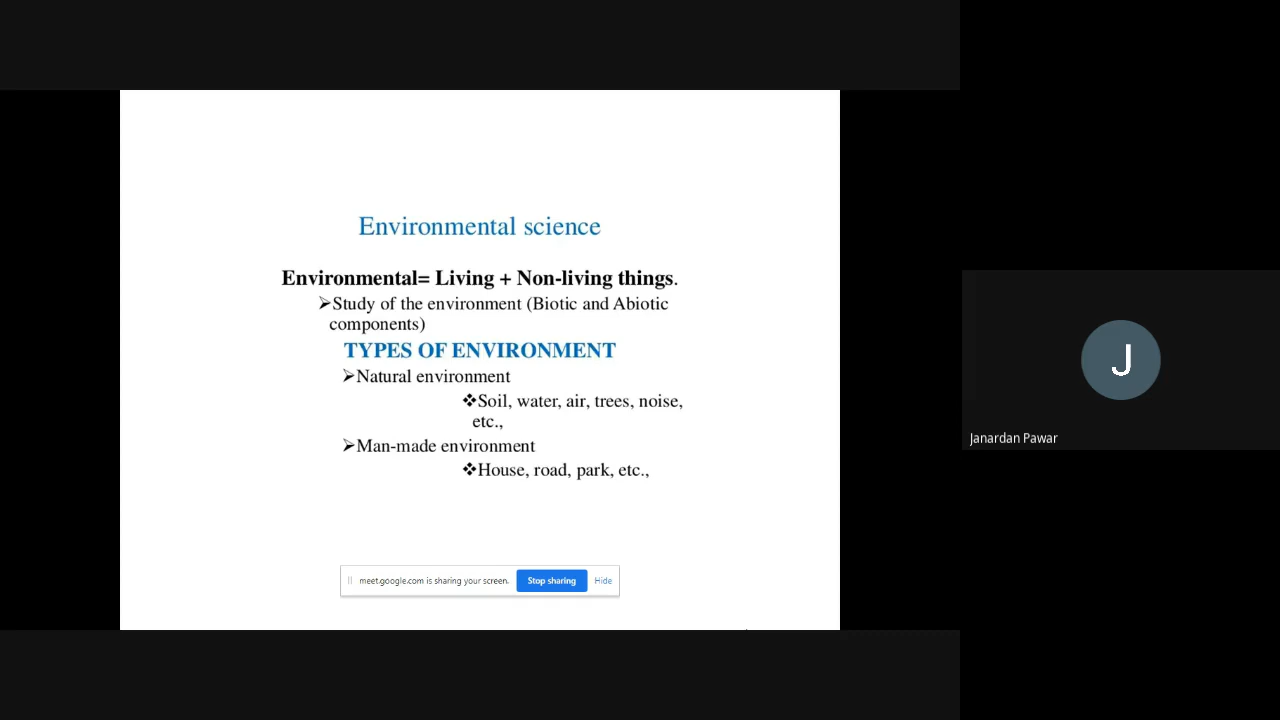 Environmental science
Environmental= Living + Non-living things.
➢Study of the environment (Biotic and Abiotic
components)
TYPES OF ENVIRONMENT
➢Natural environment
❖Soil, water, air, trees, noise,
etc.,
➢Man-made environment
❖House, road, park, etc.,
meet.google.com is sharing your screen. Stop sharing Hide
J
Janardan Pawar